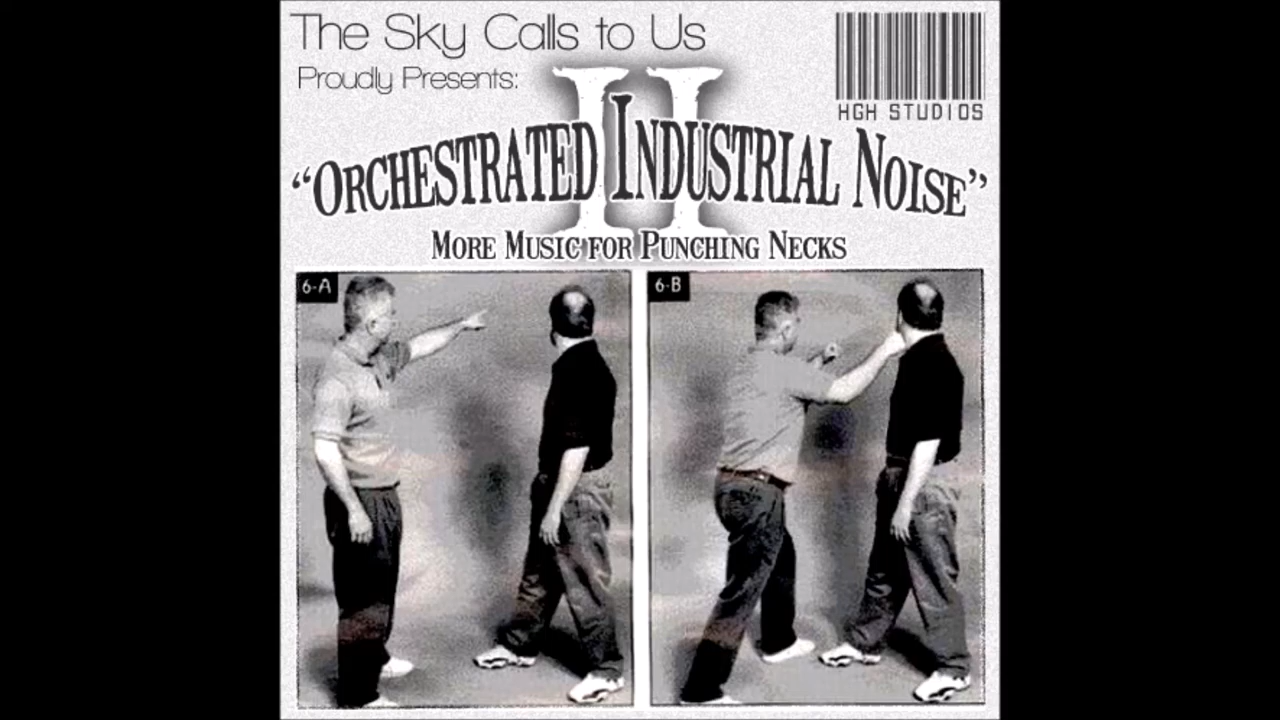 The Sky Calls to Us
Proudly Presents:
HGH STUDIOS
II
“Orchestrated Industrial Noise”
More Music for Punching Necks
6-A
6-B